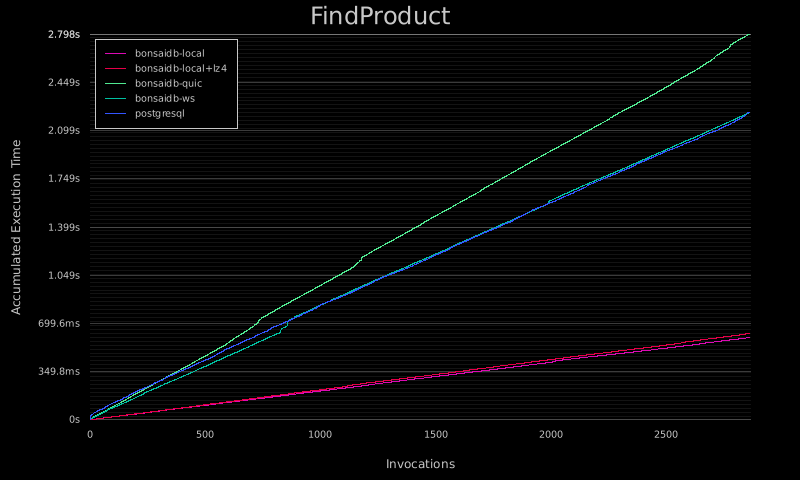 FindProduct
2.798s
2.449s
2.099s
1.749s
1.399s
1.049s
699.6ms
349.8ms
0s
Accumulated Execution Time
bonsaidb-local
bonsaidb-local+lz4
bonsaidb-quic
bonsaidb-ws
postgresql
0 500 1000 1500 2000 2500
Invocations